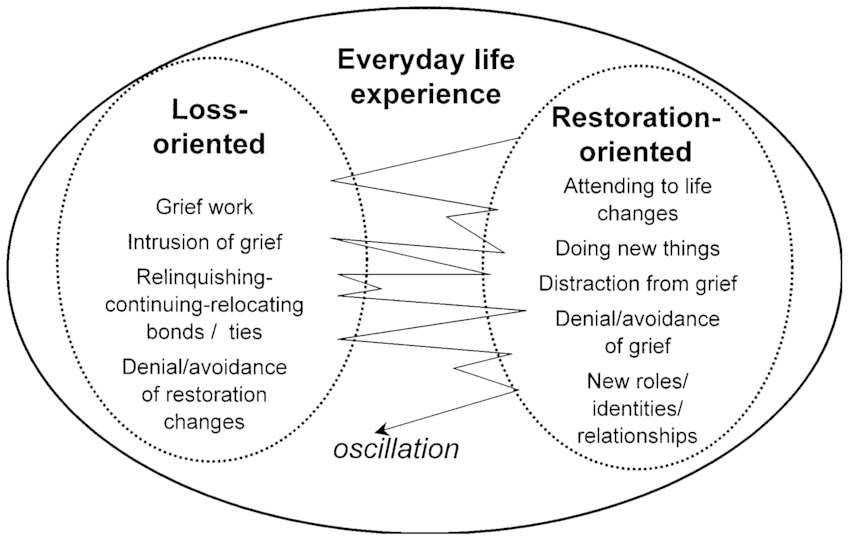 Everyday life
experience
Loss-
oriented
Grief work
Intrusion of grief
Relinquishing-
continuing-relocating
bonds / ties
Denial/avoidance
of restoration
changes
Restoration-
oriented
Attending to life
changes
Doing new things
Distraction from grief
Denial/avoidance
of grief
New roles/
identities/
relationships
oscillation